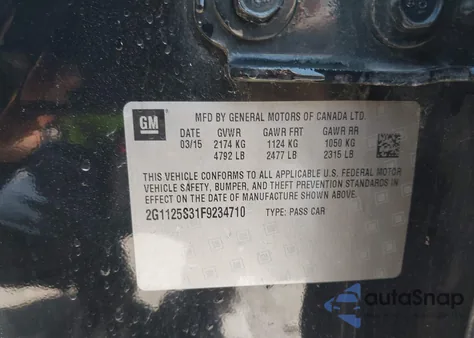 GM
MFD BY GENERAL MOTORS OF CANADA LTD.
DATE GVWR GAWR FRT GAWR RR
03/15 2174 KG 1124 KG 1050 KG
4792 LB 2477 LB 2315 LB
THIS VEHICLE CONFORMS TO ALL APPLICABLE U.S. FEDERAL MOTOR
VEHICLE SAFETY, BUMPER, AND THEFT PREVENTION STANDARDS IN
EFFECT ON THE DATE OF MANUFACTURE SHOWN ABOVE.
2G1125S31F9234710 TYPE: PASS CAR
autoSnap